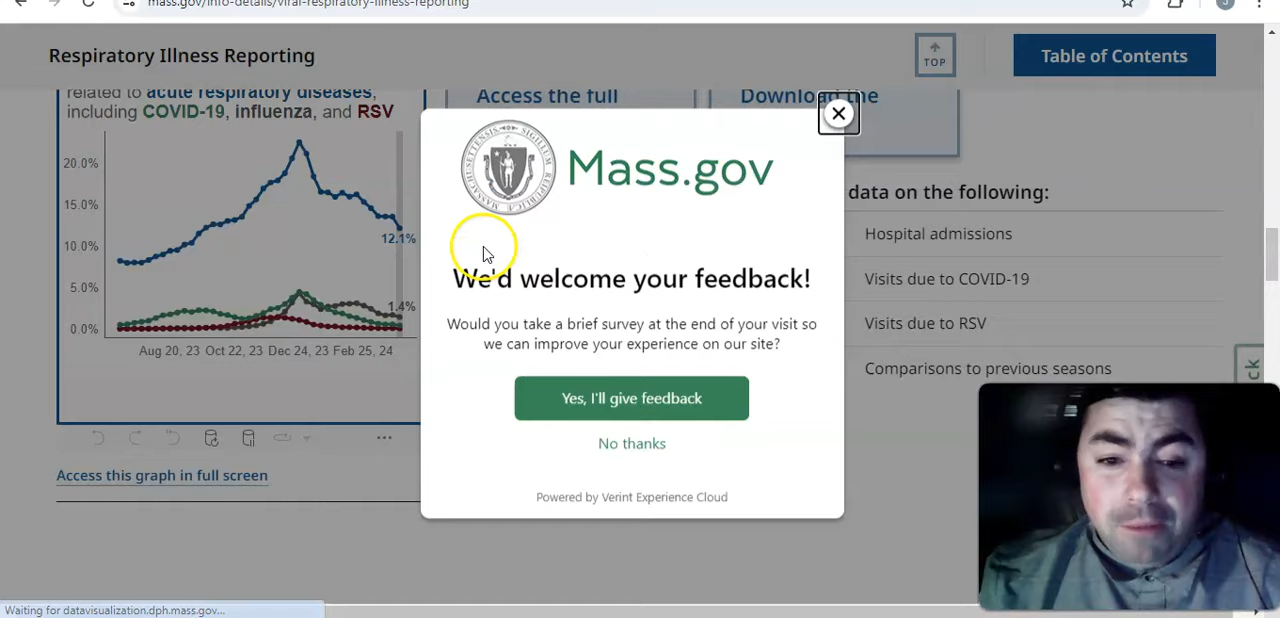 mass.gov/info-details/viral-respiratory-illness-reporting
Respiratory Illness Reporting
TOP
Table of Contents
related to acute respiratory diseases,
including COVID-19, influenza, and RSV
20.0%
15.0%
10.0%
5.0%
0.0%
12.1%
1.4%
Aug 20, 23 Oct 22, 23 Dec 24, 23 Feb 25, 24
Access this graph in full screen
Access the full
Download the
data on the following:
Hospital admissions
Visits due to COVID-19
Visits due to RSV
Comparisons to previous seasons
Mass.gov
We'd welcome your feedback!
Would you take a brief survey at the end of your visit so
we can improve your experience on our site?
Yes, I'll give feedback
No thanks
Powered by Verint Experience Cloud
Waiting for datavisualization.dph.mass.gov...